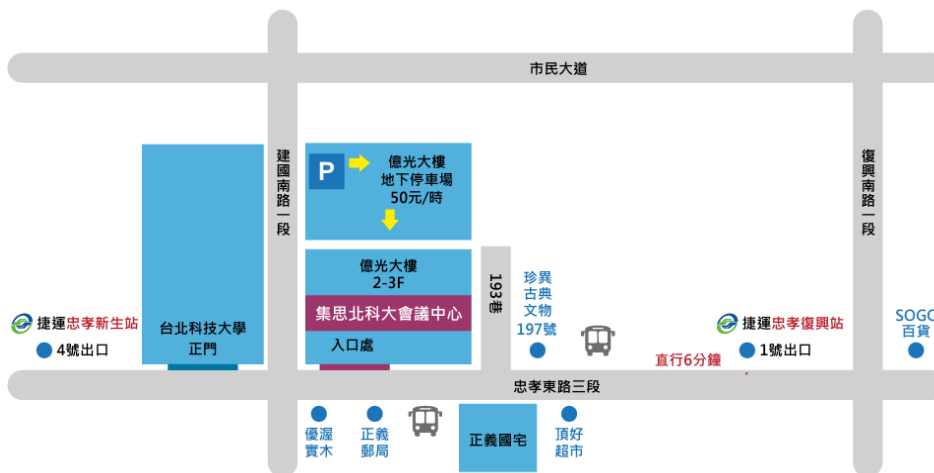 市民大道
建國南路一段
復興南路一段
P
億光大樓
地下停車場
50元/時
億光大樓
2-3F
集思北科大會議中心
入口處
193巷
珍異
古典
文物
197號
捷運忠孝新生站
4號出口
台北科技大學
正門
捷運忠孝復興站
1號出口
直行6分鐘
SOGO
百貨
忠孝東路三段
優渥
實木
正義
郵局
正義國宅
頂好
超市